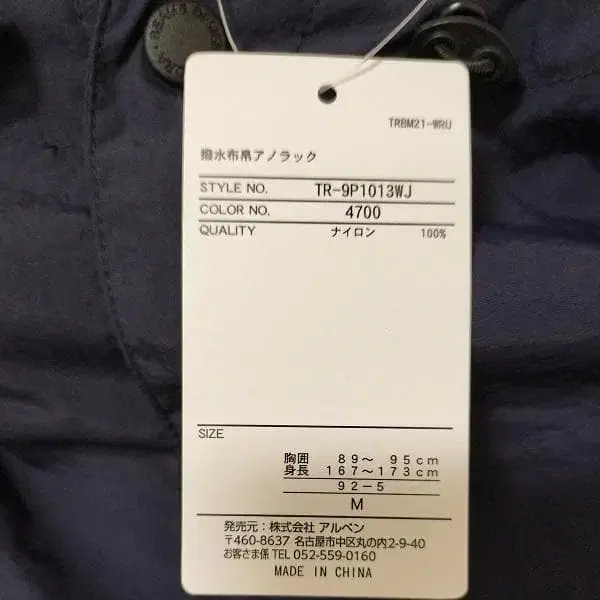 TRBM21-WRU
撥水布帛アノラック
STYLE NO. TR-9P1013WJ
COLOR NO. 4700
QUALITY ナイロン 100%
SIZE
胸囲 89～ 95cm
身長 167～173cm
92-5
M
発売元：株式会社 アルペン
〒460-8637 名古屋市中区丸の内2-9-40
お客さま係 TEL 052-559-0160
MADE IN CHINA